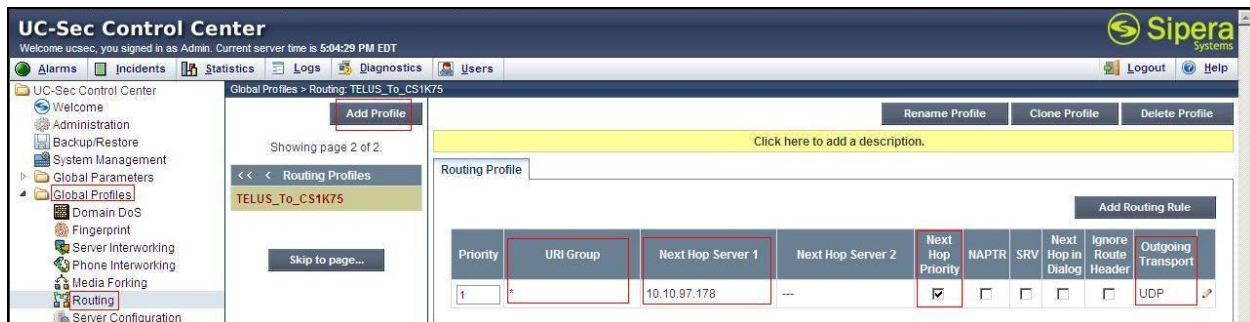 UC-Sec Control Center
Sipera
Systems
Welcome ucsec, you signed in as Admin. Current server time is 5:04:29 PM EDT
Alarms Incidents Statistics Logs Diagnostics Users Logout Help
UC-Sec Control Center
Welcome
Administration
Backup/Restore
System Management
Global Parameters
Global Profiles
Domain DoS
Fingerprint
Server Interworking
Phone Interworking
Media Forking
Routing
Server Configuration
Global Profiles > Routing: TELUS_To_CS1K75
Add Profile
Showing page 2 of 2.
<< < Routing Profiles
TELUS_To_CS1K75
Skip to page...
Rename Profile Clone Profile Delete Profile
Click here to add a description.
Routing Profile
Add Routing Rule
Priority URI Group Next Hop Server 1 Next Hop Server 2 Next Hop Priority NAPTR SRV Next Hop in Dialog Ignore Route Header Outgoing Transport
1 * 10.10.97.178 --- UDP